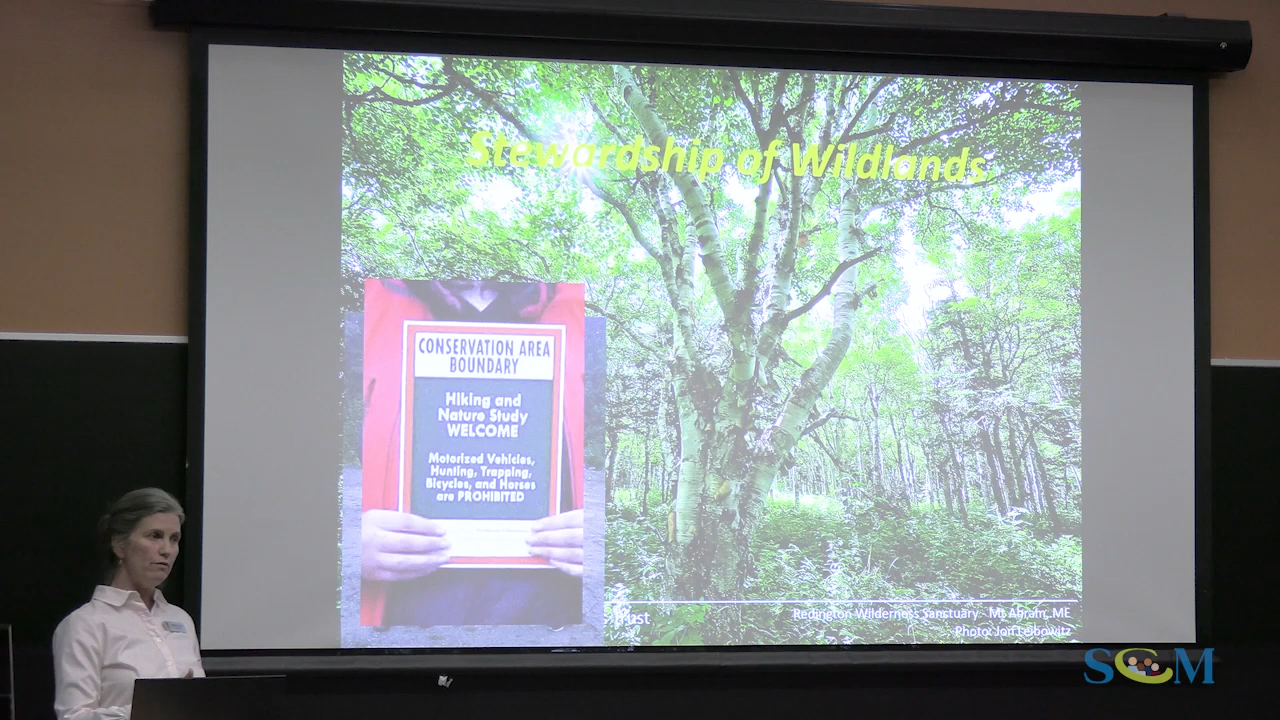 Stewardship of Wildlands
CONSERVATION AREA
BOUNDARY
Hiking and
Nature Study
WELCOME
Motorized Vehicles,
Hunting, Trapping,
Bicycles, and Horses
are PROHIBITED
Trust
Redington Wilderness Sanctuary - Mt Abram, ME
Photo: Jon Leibowitz
SCM